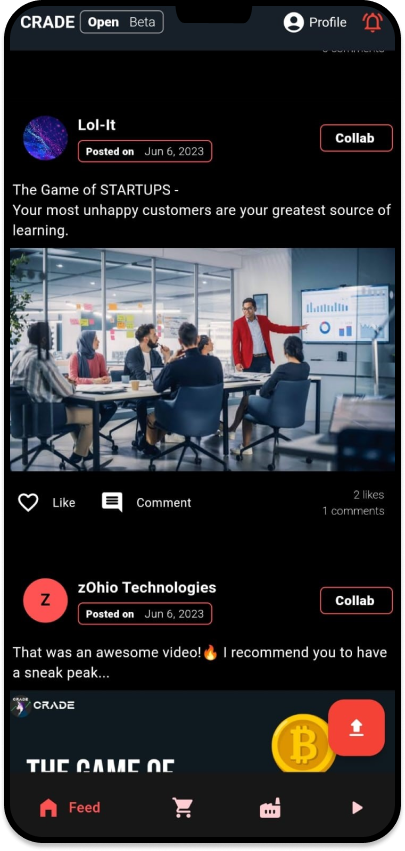 CRADE Open Beta Profile
comments
Lol-It
Posted on Jun 6, 2023
Collab
The Game of STARTUPS -
Your most unhappy customers are your greatest source of
learning.
Like Comment
2 likes
1 comments
zOhio Technologies
Z
Posted on Jun 6, 2023
Collab
That was an awesome video!🔥 I recommend you to have
a sneak peak...
CRADE
THE GAME OF
Feed